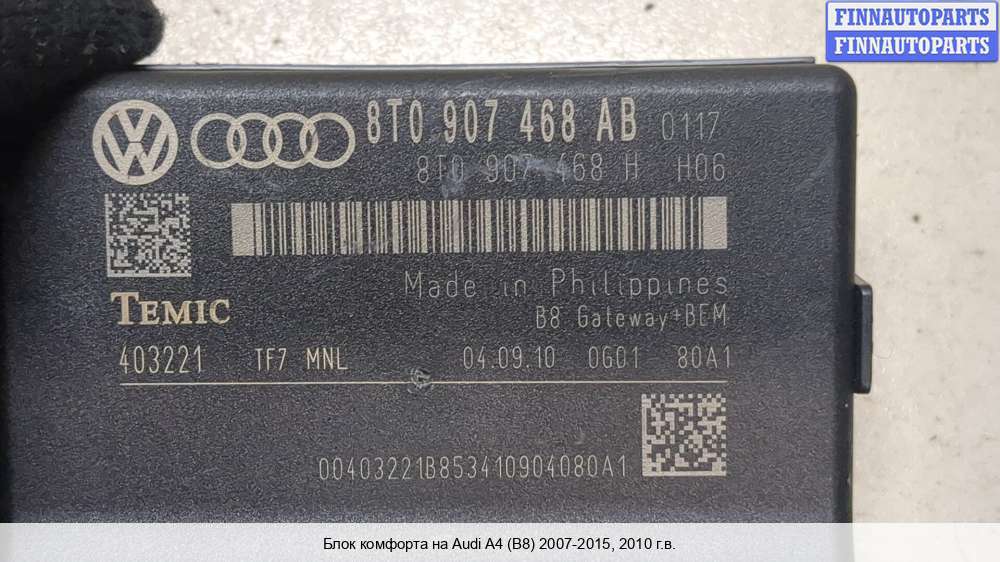 FINNAUTOPARTS
FINNAUTOPARTS
8T0 907 468 AB 0117
8T0 907 468 H H06
TEMIC
Made in Philippines
B8 Gateway+BEM
403221 TF7 MNL 04.09.10 0G01 80A1
00403221B853410904080A1
Блок комфорта на Audi A4 (B8) 2007-2015, 2010 г.в.